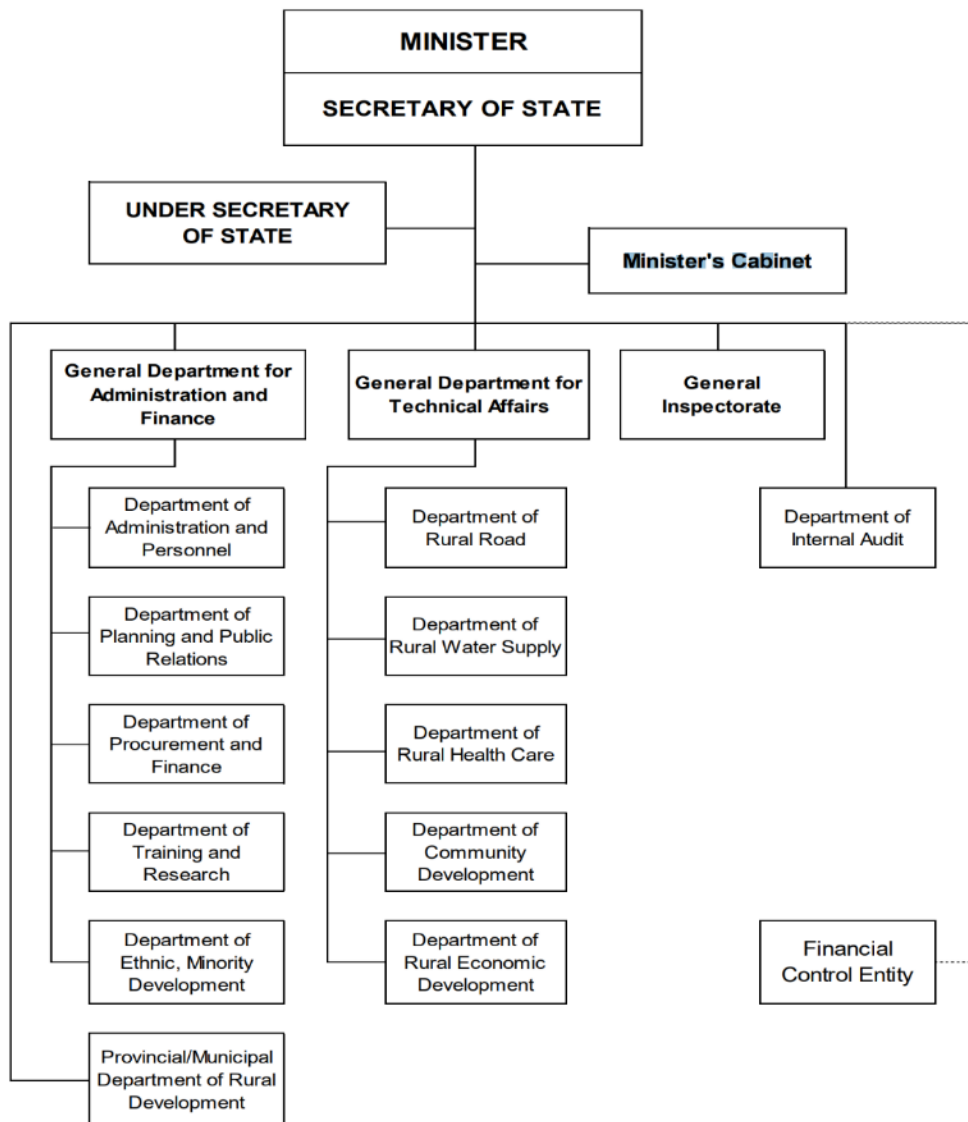 MINISTER
SECRETARY OF STATE
UNDER SECRETARY
OF STATE
Minister's Cabinet
General Department for
Administration and
Finance
General Department for
Technical Affairs
General
Inspectorate
Department of
Administration and
Personnel
Department of
Planning and Public
Relations
Department of
Procurement and
Finance
Department of
Training and
Research
Department of
Ethnic, Minority
Development
Provincial/Municipal
Department of Rural
Development
Department of
Rural Road
Department of
Rural Water Supply
Department of
Rural Health Care
Department of
Community
Development
Department of
Rural Economic
Development
Department of
Internal Audit
Financial
Control Entity